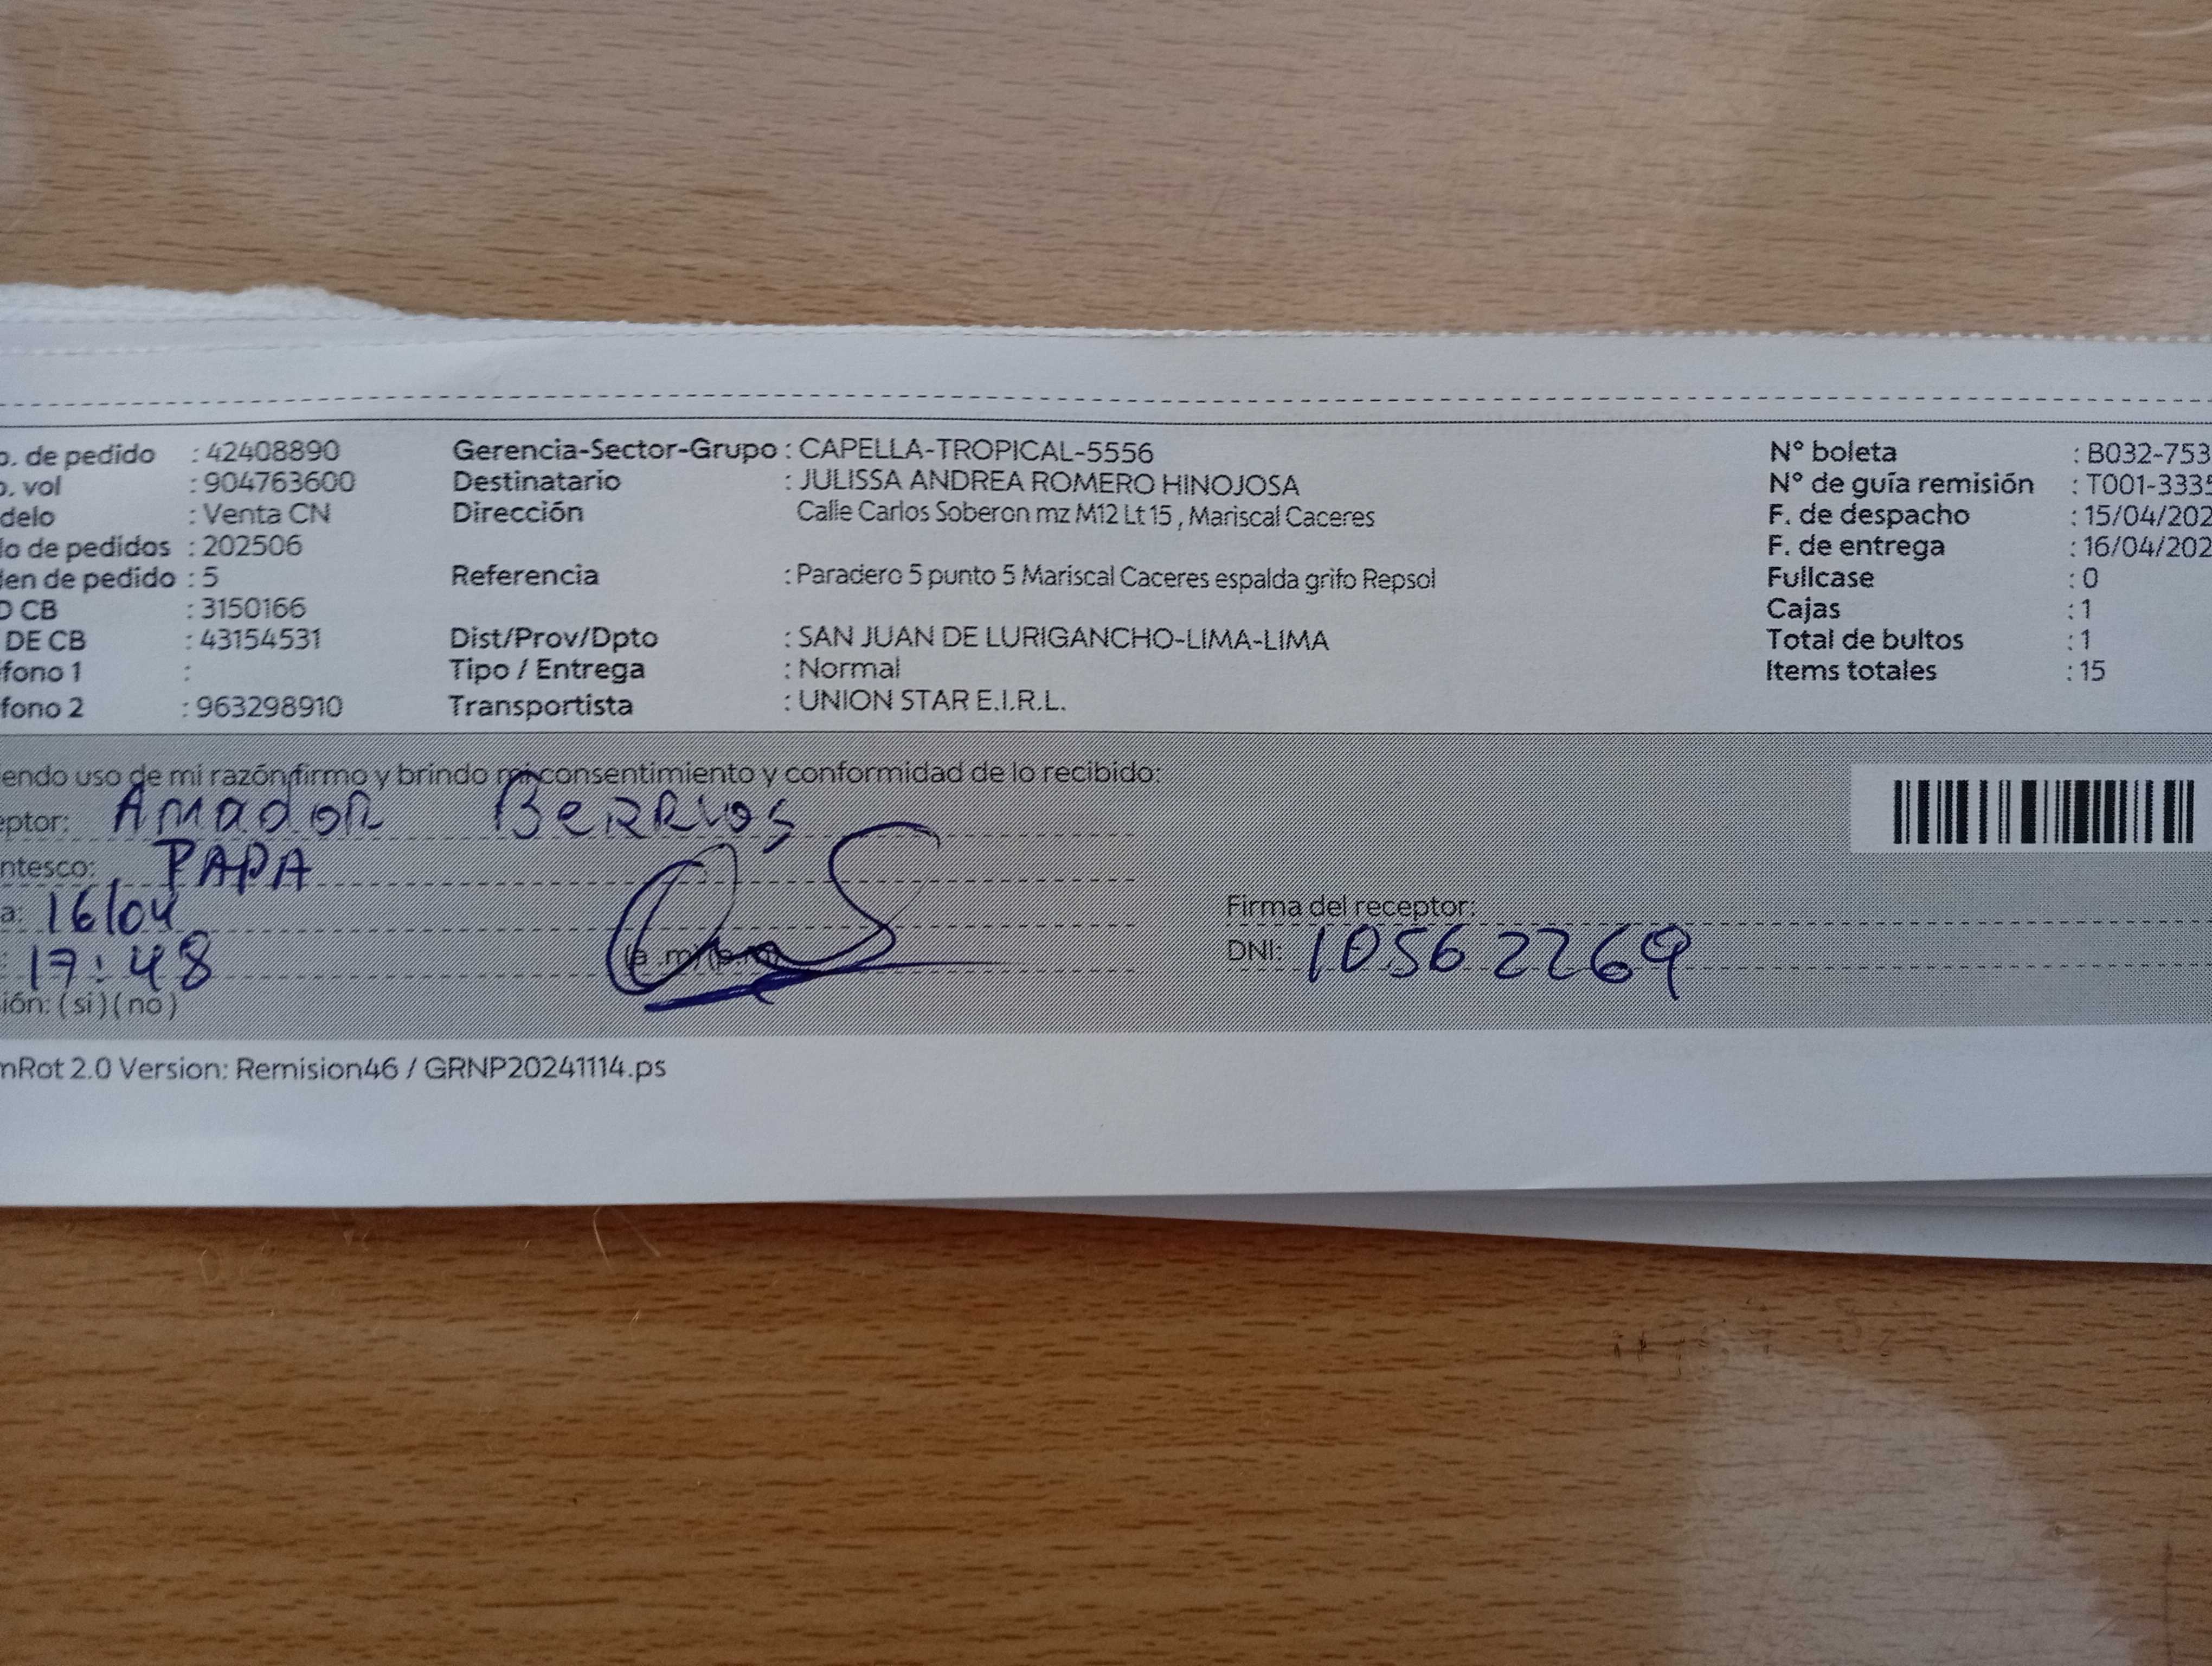 o. de pedido : 42408890 Gerencia-Sector-Grupo : CAPELLA-TROPICAL-5556 Nº boleta : B032-753
o. vol : 904763600 Destinatario : JULISSA ANDREA ROMERO HINOJOSA Nº de guía remisión : T001-3335
delo : Venta CN Dirección Calle Carlos Soberon mz M12 Lt 15 , Mariscal Caceres F. de despacho : 15/04/202
o de pedidos : 202506 F. de entrega : 16/04/202
en de pedido : 5 Referencia : Paradero 5 punto 5 Mariscal Caceres espalda grifo Repsol Fullcase : 0
CB : 3150166 Cajas : 1
DE CB : 43154531 Dist/Prov/Dpto : SAN JUAN DE LURIGANCHO-LIMA-LIMA Total de bultos : 1
fono 1 : Tipo / Entrega : Normal Items totales : 15
fono 2 : 963298910 Transportista : UNION STAR E.I.R.L.
endo uso de mi razón firmo y brindo mi consentimiento y conformidad de lo recibido:
eptor: Amador Berrios
ntesco: PAPA
a: 16/04 Firma del receptor:
: 17:48 (a .m)(p.m) DNI: 10562269
ión: (si)(no)
mRot 2.0 Version: Remision46 / GRNP20241114.ps